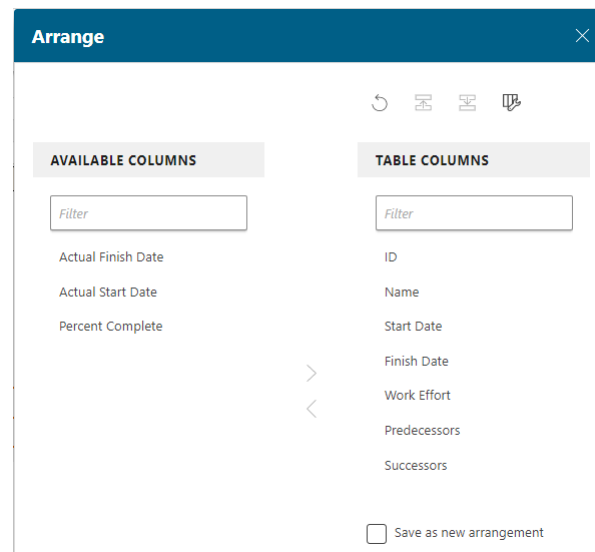 Arrange
AVAILABLE COLUMNS
Filter
Actual Finish Date
Actual Start Date
Percent Complete
TABLE COLUMNS
Filter
ID
Name
Start Date
Finish Date
Work Effort
Predecessors
Successors
Save as new arrangement